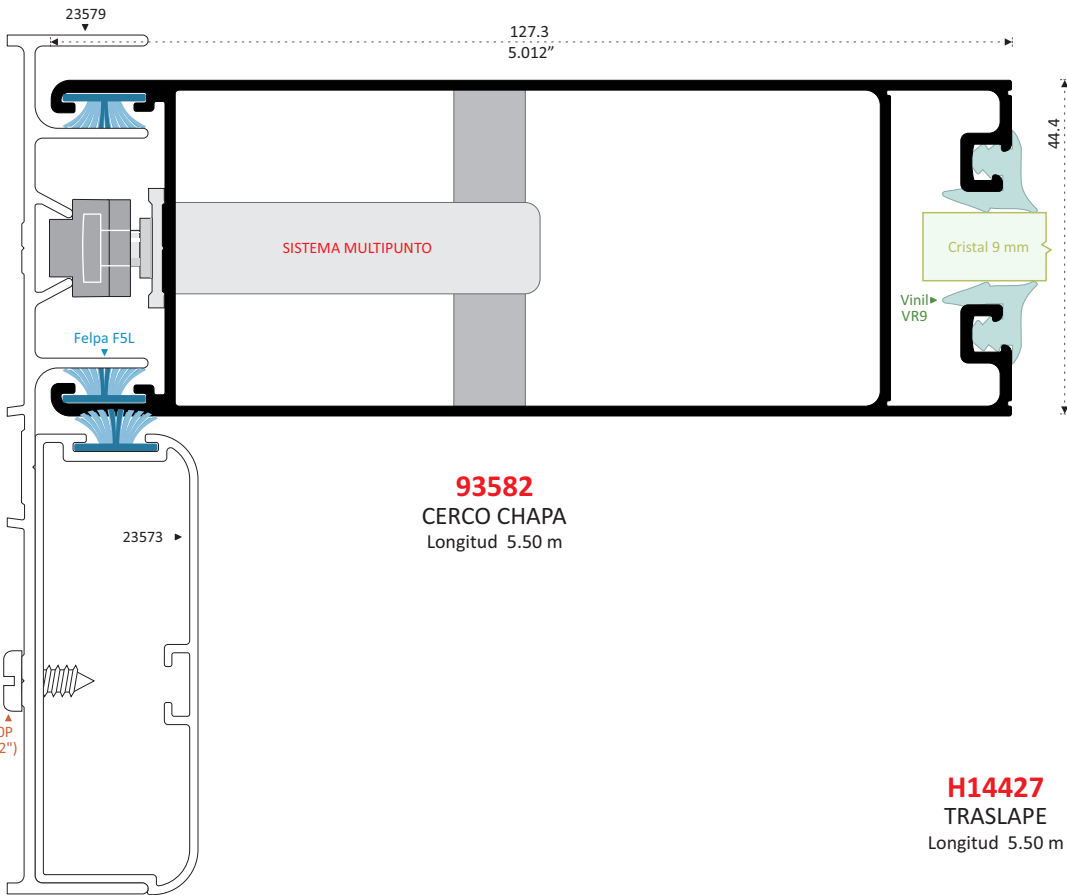 23579
127.3
5.012”
44.4
SISTEMA MULTIPUNTO
Cristal 9 mm
Vinil
VR9
Felpa F5L
93582
CERCO CHAPA
Longitud 5.50 m
23573
2")
H14427
TRASLAPE
Longitud 5.50 m